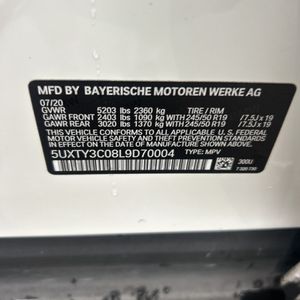 MFD BY BAYERISCHE MOTOREN WERKE AG
07/20
GVWR 5203 lbs 2360 kg TIRE / RIM
GAWR FRONT 2403 lbs 1090 kg WITH 245/50 R19 / 7.5J x 19
GAWR REAR 3020 lbs 1370 kg WITH 245/50 R19 / 7.5J x 19
THIS VEHICLE CONFORMS TO ALL APPLICABLE
U.S. FEDERAL MOTOR VEHICLE SAFETY STANDARDS IN
EFFECT ON THE DATE OF MANUFACTURE SHOWN ABOVE.
5UXTY3C08L9D70004 300U
TYPE: MPV